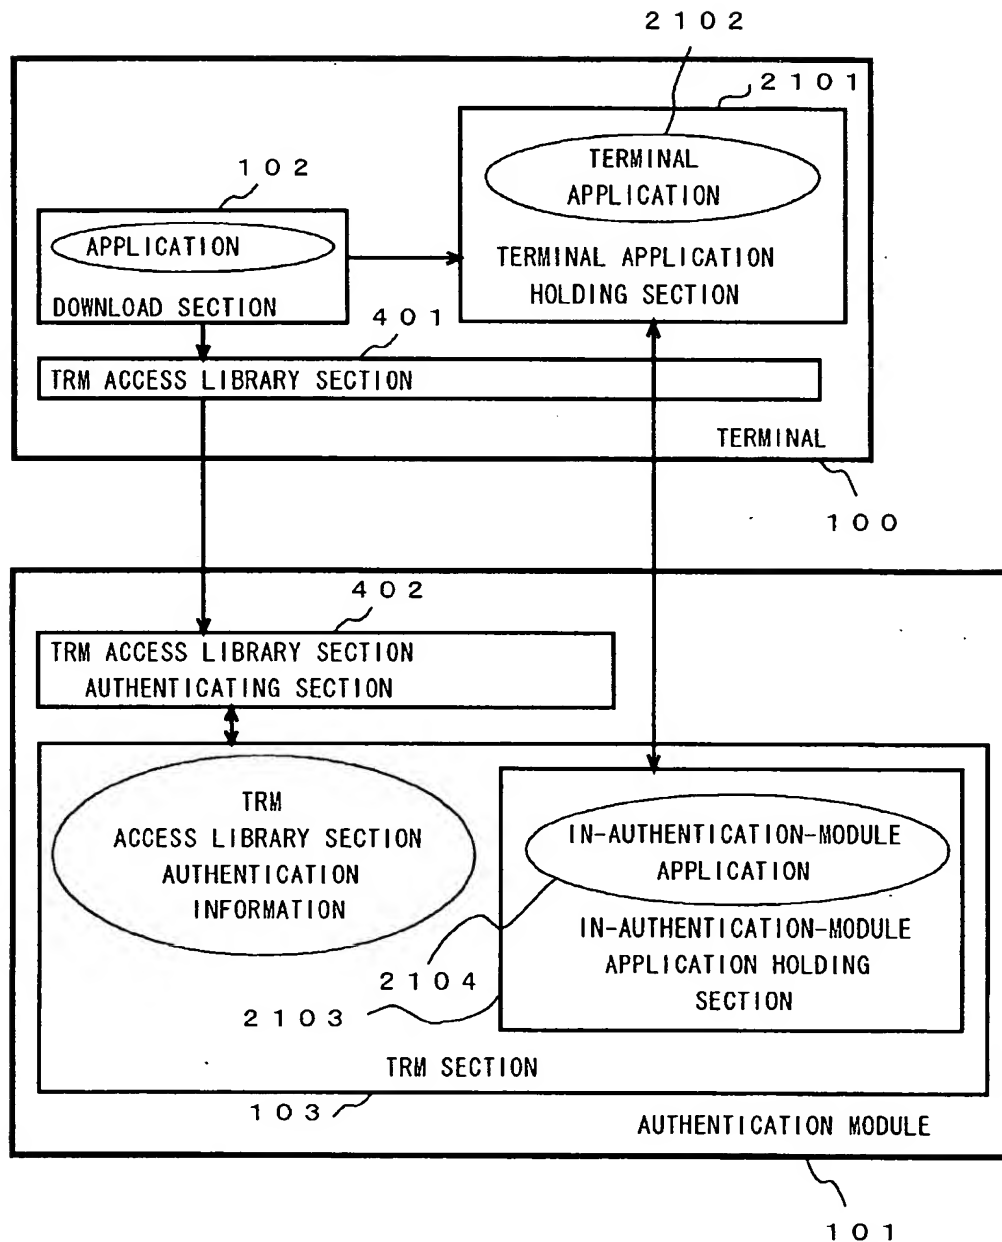 2102
2101
TERMINAL
APPLICATION
102
APPLICATION
TERMINAL APPLICATION
HOLDING SECTION
DOWNLOAD SECTION
401
TRM ACCESS LIBRARY SECTION
TERMINAL
100
402
TRM ACCESS LIBRARY SECTION
AUTHENTICATING SECTION
TRM
ACCESS LIBRARY SECTION
AUTHENTICATION
INFORMATION
IN-AUTHENTICATION-MODULE
APPLICATION
IN-AUTHENTICATION-MODULE
APPLICATION HOLDING
SECTION
2104
2103
TRM SECTION
103
AUTHENTICATION MODULE
101